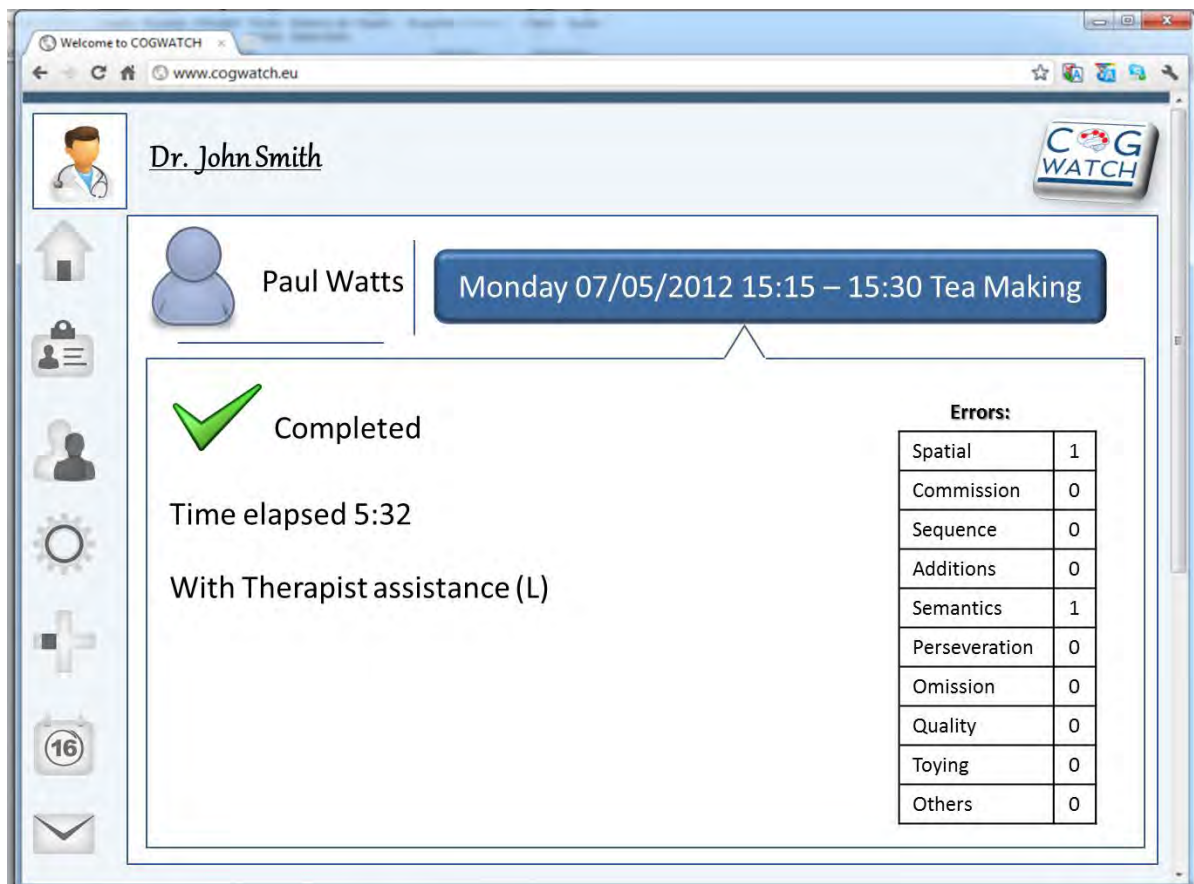 Welcome to COGWATCH
www.cogwatch.eu
Dr. John Smith
COG
WATCH
Paul Watts
Monday 07/05/2012 15:15 – 15:30 Tea Making
Completed
Time elapsed 5:32
With Therapist assistance (L)
Errors:
Spatial 1
Commission 0
Sequence 0
Additions 0
Semantics 1
Perseveration 0
Omission 0
Quality 0
Toying 0
Others 0
16